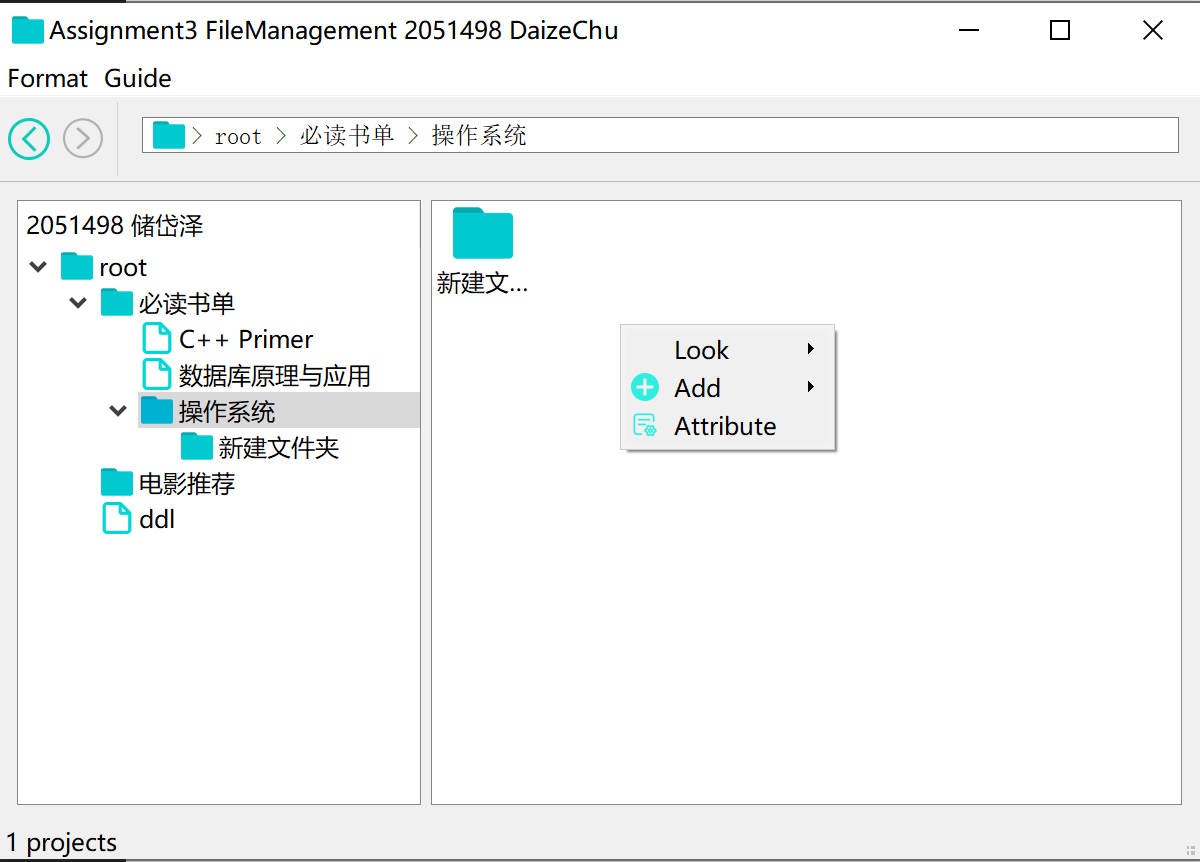 Assignment3 FileManagement 2051498 DaizeChu
Format Guide
root 必读书单 操作系统
2051498 储岱泽
root
必读书单
C++ Primer
数据库原理与应用
操作系统
新建文件夹
电影推荐
ddl
新建文...
Look
Add
Attribute
1 projects